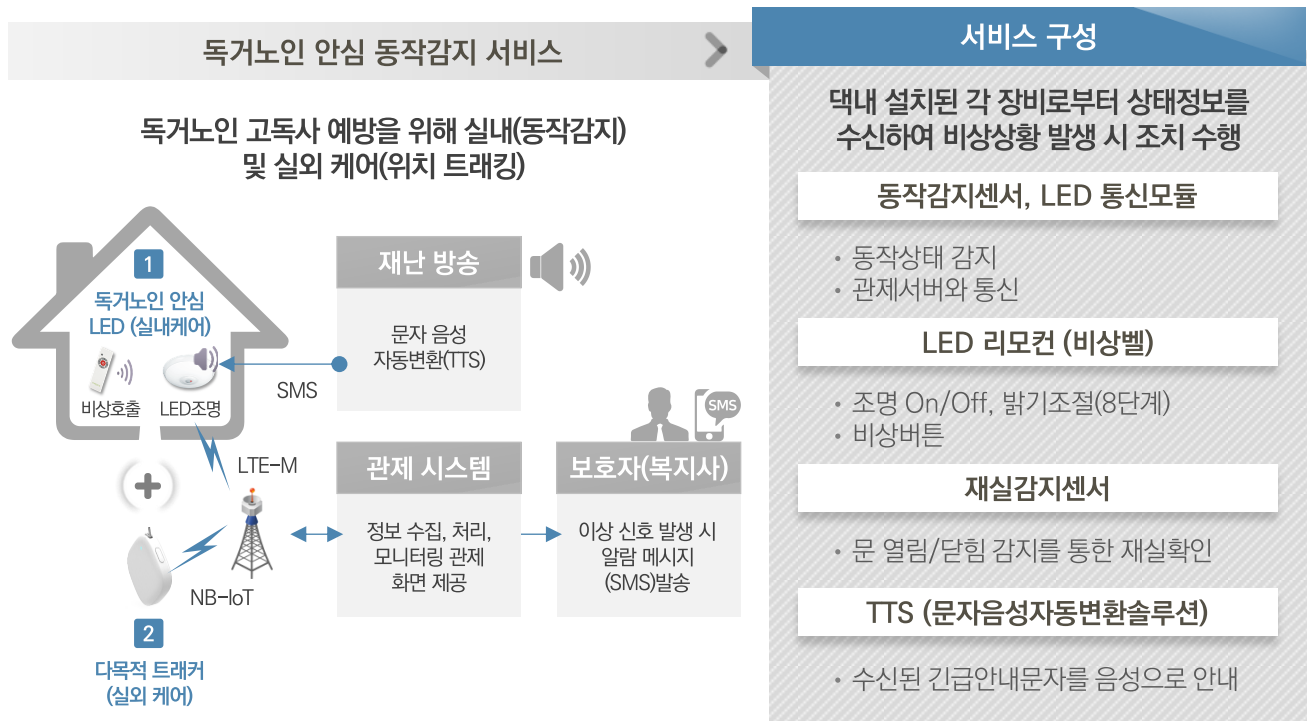 독거노인 안심 동작감지 서비스
독거노인 고독사 예방을 위해 실내(동작감지)
및 실외 케어(위치 트래킹)
1
독거노인 안심
LED (실내케어)
비상호출
LED조명
재난 방송
문자 음성
자동변환(TTS)
SMS
SMS
LTE-M
관제 시스템
정보 수집, 처리,
모니터링 관제
화면 제공
보호자(복지사)
이상 신호 발생 시
알람 메시지
(SMS)발송
NB-IoT
2
다목적 트래커
(실외 케어)
서비스 구성
댁내 설치된 각 장비로부터 상태정보를
수신하여 비상상황 발생 시 조치 수행
동작감지센서, LED 통신모듈
• 동작상태 감지
• 관제서버와 통신
LED 리모컨 (비상벨)
• 조명 On/Off, 밝기조절(8단계)
• 비상버튼
재실감지센서
• 문 열림/닫힘 감지를 통한 재실확인
TTS (문자음성자동변환솔루션)
• 수신된 긴급안내문자를 음성으로 안내